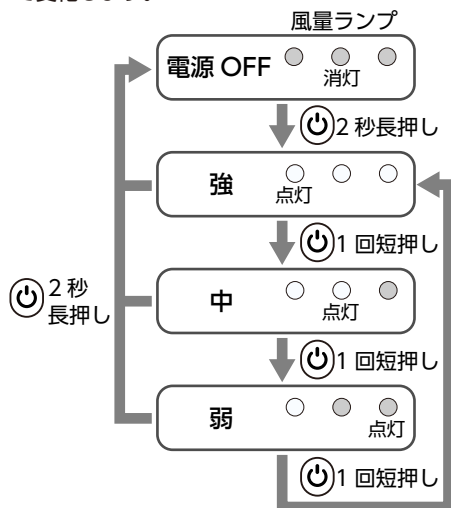 風量ランプ
電源 OFF
消灯
2 秒長押し
強
点灯
1 回短押し
2 秒
長押し
中
点灯
1 回短押し
弱
点灯
1 回短押し